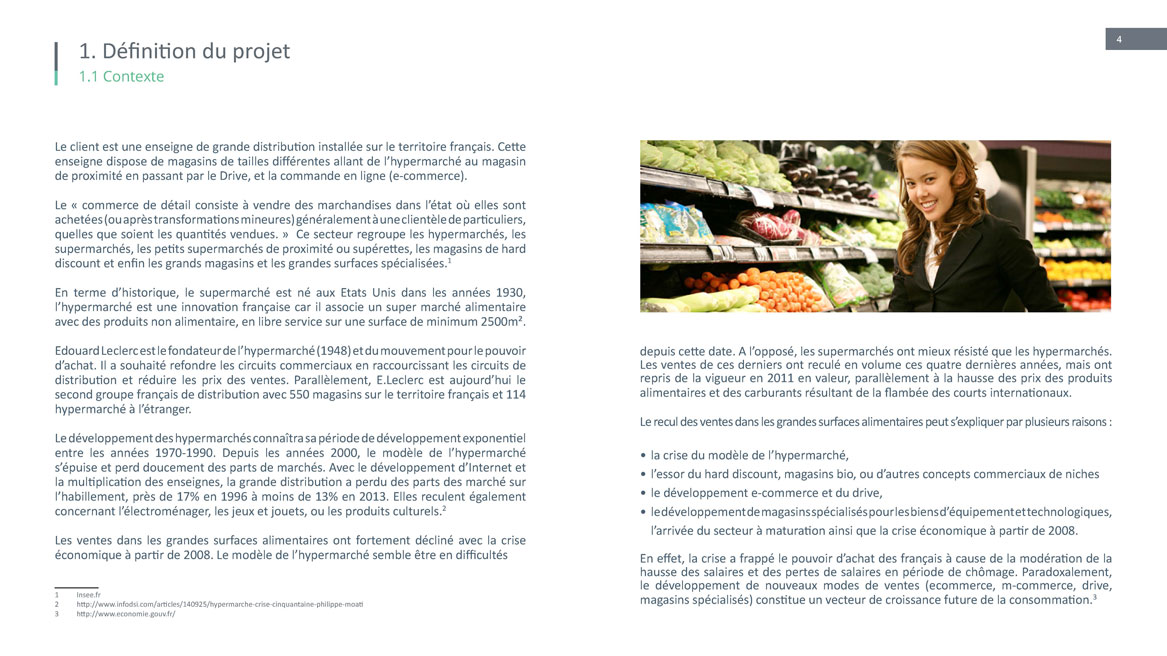 4
1. Définition du projet
1.1 Contexte
Le client est une enseigne de grande distribution installée sur le territoire français. Cette
enseigne dispose de magasins de tailles différentes allant de l’hypermarché au magasin
de proximité en passant par le Drive, et la commande en ligne (e-commerce).
Le « commerce de détail consiste à vendre des marchandises dans l’état où elles sont
achetées (ou après transformations mineures) généralement à une clientèle de particuliers,
quelles que soient les quantités vendues. » Ce secteur regroupe les hypermarchés, les
supermarchés, les petits supermarchés de proximité ou supérettes, les magasins de hard
discount et enfin les grands magasins et les grandes surfaces spécialisées.1
En terme d’historique, le supermarché est né aux Etats Unis dans les années 1930,
l’hypermarché est une innovation française car il associe un super marché alimentaire
avec des produits non alimentaire, en libre service sur une surface de minimum 2500m².
Edouard Leclerc est le fondateur de l’hypermarché (1948) et du mouvement pour le pouvoir
d’achat. Il a souhaité refondre les circuits commerciaux en raccourcissant les circuits de
distribution et réduire les prix des ventes. Parallèlement, E.Leclerc est aujourd’hui le
second groupe français de distribution avec 550 magasins sur le territoire français et 114
hypermarché à l’étranger.
Le développement des hypermarchés connaîtra sa période de développement exponentiel
entre les années 1970-1990. Depuis les années 2000, le modèle de l’hypermarché
s’épuise et perd doucement des parts de marchés. Avec le développement d’Internet et
la multiplication des enseignes, la grande distribution a perdu des parts des marché sur
l’habillement, près de 17% en 1996 à moins de 13% en 2013. Elles reculent également
concernant l’électroménager, les jeux et jouets, ou les produits culturels.2
Les ventes dans les grandes surfaces alimentaires ont fortement décliné avec la crise
économique à partir de 2008. Le modèle de l’hypermarché semble être en difficultés
1 Insee.fr
2 http://www.infodsi.com/articles/140925/hypermarche-crise-cinquantaine-philippe-moati
3 http://www.economie.gouv.fr/
depuis cette date. A l’opposé, les supermarchés ont mieux résisté que les hypermarchés.
Les ventes de ces derniers ont reculé en volume ces quatre dernières années, mais ont
repris de la vigueur en 2011 en valeur, parallèlement à la hausse des prix des produits
alimentaires et des carburants résultant de la flambée des courts internationaux.
Le recul des ventes dans les grandes surfaces alimentaires peut s’expliquer par plusieurs raisons :
• la crise du modèle de l’hypermarché,
• l’essor du hard discount, magasins bio, ou d’autres concepts commerciaux de niches
• le développement e-commerce et du drive,
• le développement de magasins spécialisés pour les biens d’équipement et technologiques,
l’arrivée du secteur à maturation ainsi que la crise économique à partir de 2008.
En effet, la crise a frappé le pouvoir d’achat des français à cause de la modération de la
hausse des salaires et des pertes de salaires en période de chômage. Paradoxalement,
le développement de nouveaux modes de ventes (ecommerce, m-commerce, drive,
magasins spécialisés) constitue un vecteur de croissance future de la consommation.3